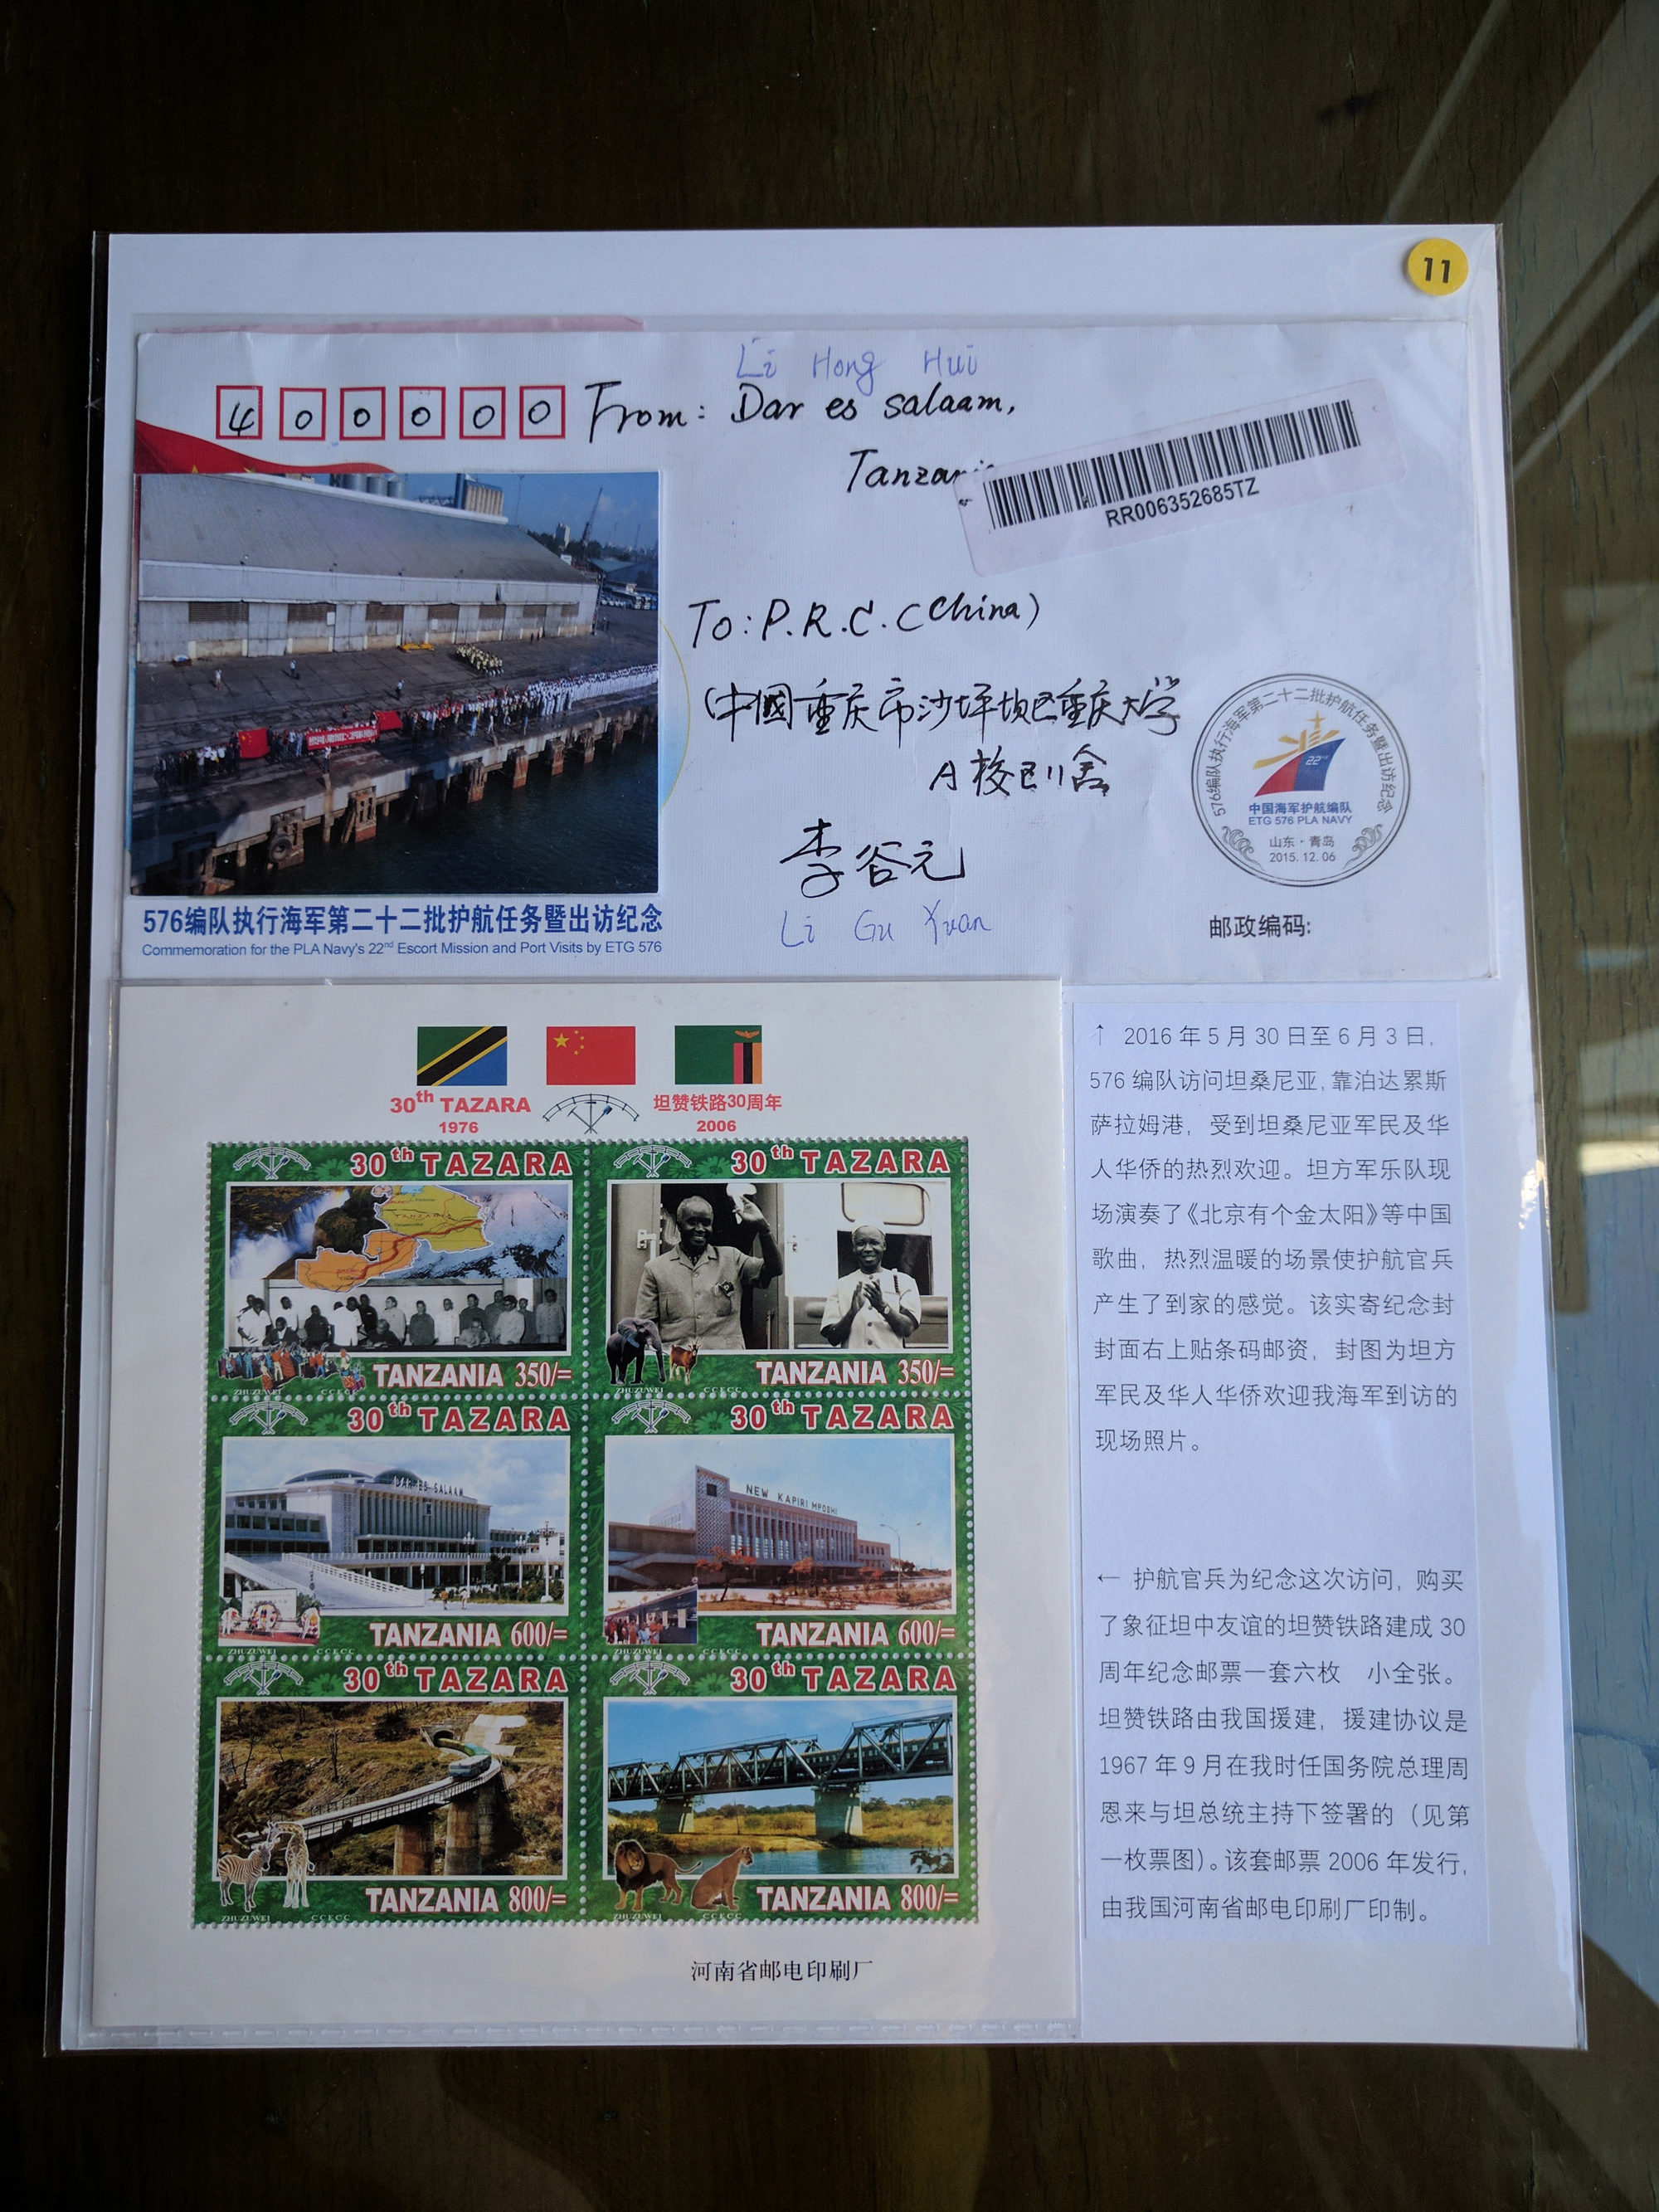 11
Li Hong Hui
400000 From: Dar es salaam,
Tanzani
RR006352685TZ
To: P.R.C. (China)
(中國重庆市沙坪坝区重庆大学
A校区川舍
李谷元
Li Gu Yuan
576编队执行海军第二十二批护航任务暨出访纪念
22nd
中国海军护航编队
ETG 576 PLA NAVY
山东·青岛
2015.12.06
邮政编码:
576编队执行海军第二十二批护航任务暨出访纪念
Commemoration for the PLA Navy's 22nd Escort Mission and Port Visits by ETG 576
30th TAZARA 坦赞铁路30周年
1976 2006
30th TAZARA
TANZANIA 350/=
ZHUZUWEI CCECC
30th TAZARA
TANZANIA 350/=
ZHUZUWEI CCECC
30th TAZARA
DAR ES SALAAM
TANZANIA 600/=
ZHUZUWEI CCECC
30th TAZARA
NEW KAPIRI MPOSHI
TANZANIA 600/=
ZHUZUWEI CCECC
30th TAZARA
TANZANIA 800/=
ZHUZUWEI CCECC
30th TAZARA
TANZANIA 800/=
ZHUZUWEI CCECC
河南省邮电印刷厂
↑ 2016年5月30日至6月3日,
576编队访问坦桑尼亚,靠泊达累斯
萨拉姆港，受到坦桑尼亚军民及华
人华侨的热烈欢迎。坦方军乐队现
场演奏了《北京有个金太阳》等中国
歌曲，热烈温暖的场景使护航官兵
产生了到家的感觉。该实寄纪念封
封面右上贴条码邮资，封图为坦方
军民及华人华侨欢迎我海军到访的
现场照片。
← 护航官兵为纪念这次访问，购买
了象征坦中友谊的坦赞铁路建成30
周年纪念邮票一套六枚 小全张。
坦赞铁路由我国援建，援建协议是
1967年9月在我时任国务院总理周
恩来与坦总统主持下签署的（见第
一枚票图）。该套邮票2006年发行,
由我国河南省邮电印刷厂印制。